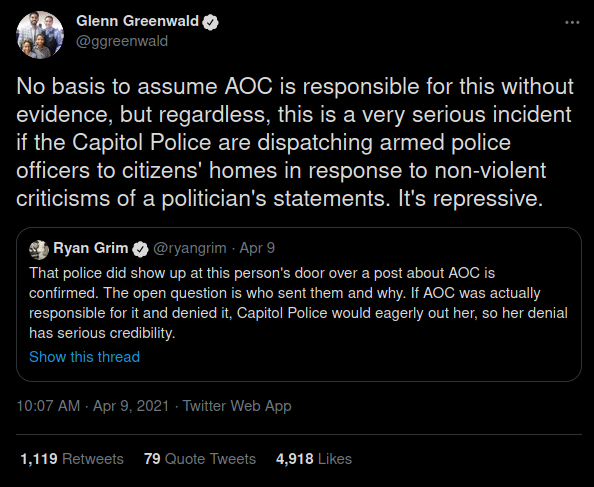 Glenn Greenwald
@ggreenwald
No basis to assume AOC is responsible for this without
evidence, but regardless, this is a very serious incident
if the Capitol Police are dispatching armed police
officers to citizens' homes in response to non-violent
criticisms of a politician's statements. It's repressive.
Ryan Grim @ryangrim · Apr 9
That police did show up at this person's door over a post about AOC is
confirmed. The open question is who sent them and why. If AOC was actually
responsible for it and denied it, Capitol Police would eagerly out her, so her denial
has serious credibility.
Show this thread
10:07 AM · Apr 9, 2021 · Twitter Web App
1,119 Retweets 79 Quote Tweets 4,918 Likes